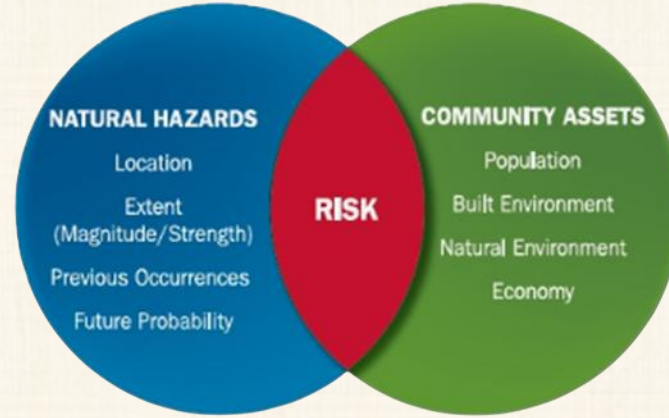 NATURAL HAZARDS
Location
Extent
(Magnitude/Strength)
Previous Occurrences
Future Probability
RISK
COMMUNITY ASSETS
Population
Built Environment
Natural Environment
Economy